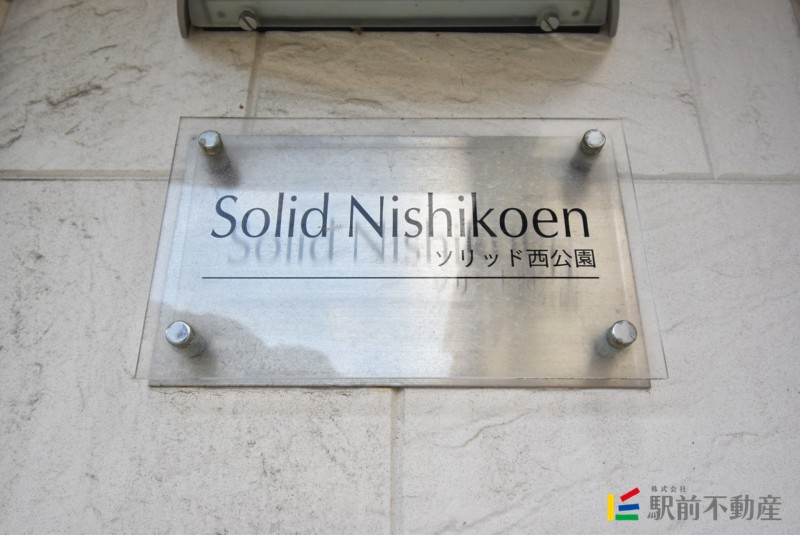 Solid Nishikoen
ソリッド西公園
株式会社
駅前不動産